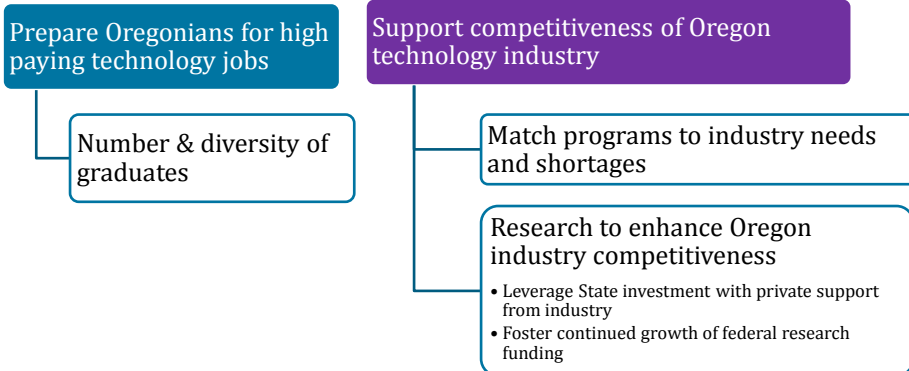 Prepare Oregonians for high
paying technology jobs
Number & diversity of
graduates
Support competitiveness of Oregon
technology industry
Match programs to industry needs
and shortages
Research to enhance Oregon
industry competitiveness
• Leverage State investment with private support
from industry
• Foster continued growth of federal research
funding